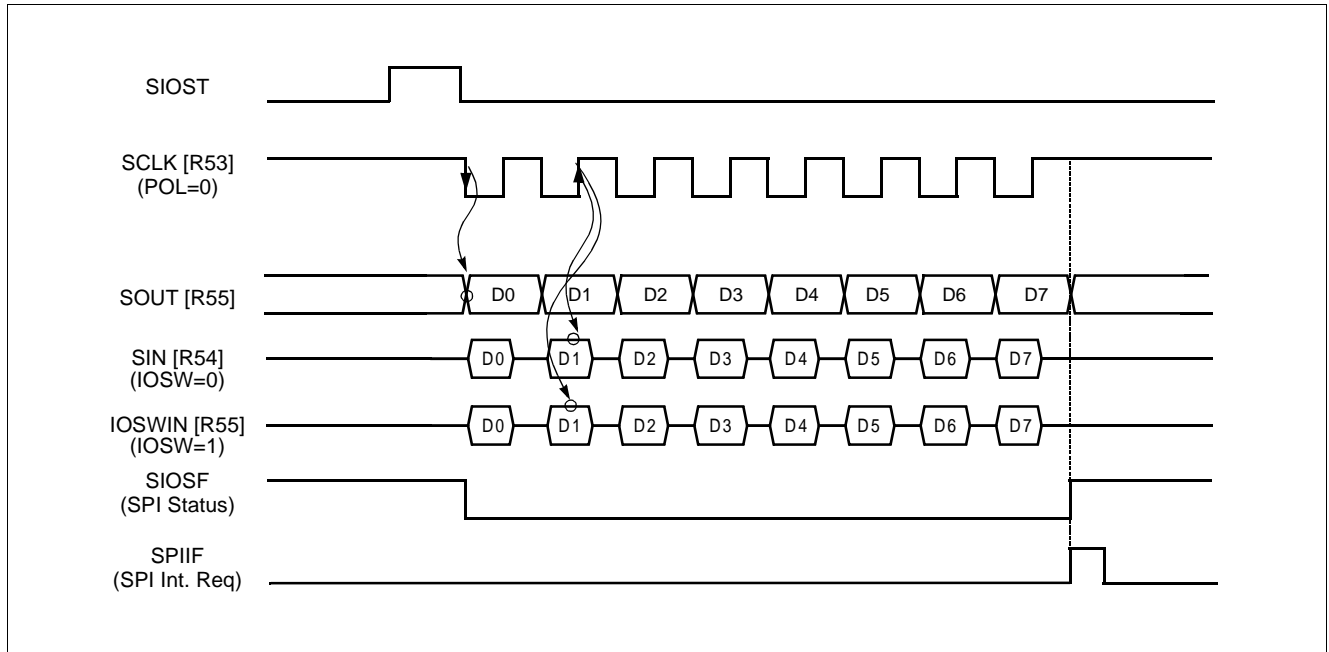 SIOST
SCLK [R53]
(POL=0)
SOUT [R55]
D0 D1 D2 D3 D4 D5 D6 D7
SIN [R54]
(IOSW=0)
D0 D1 D2 D3 D4 D5 D6 D7
IOSWIN [R55]
(IOSW=1)
D0 D1 D2 D3 D4 D5 D6 D7
SIOSF
(SPI Status)
SPIIF
(SPI Int. Req)